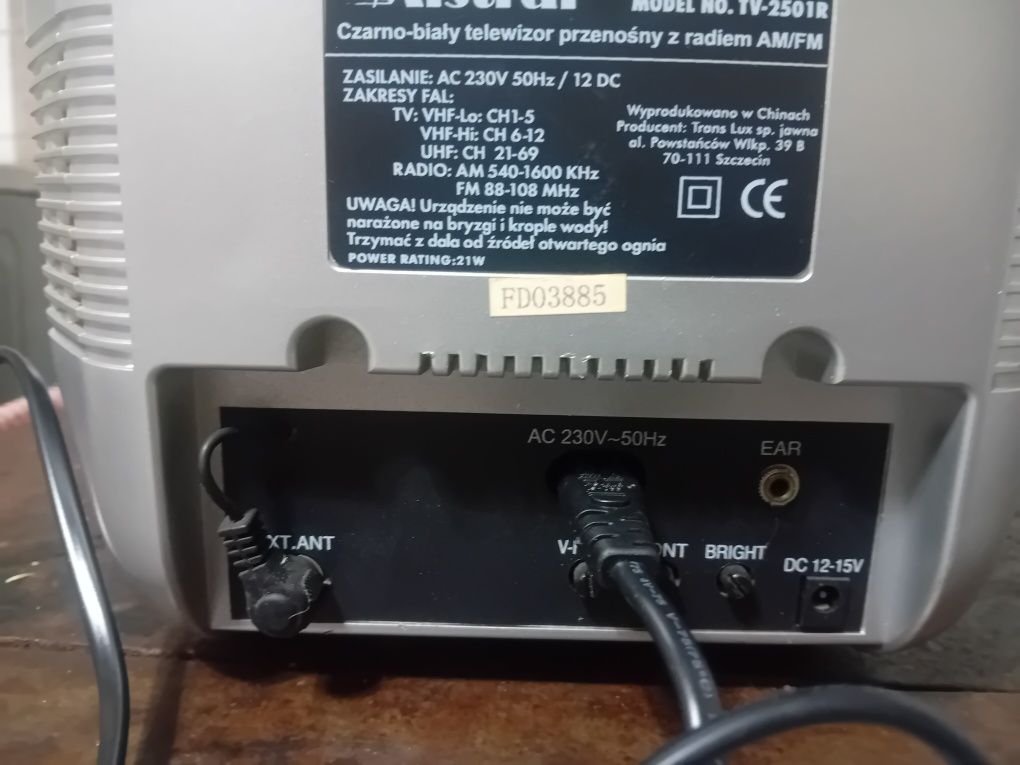 MODEL NO. TV-2501R
Czarno-biały telewizor przenośny z radiem AM/FM
ZASILANIE: AC 230V 50Hz / 12 DC
ZAKRESY FAL:
TV: VHF-Lo: CH1-5
VHF-Hi: CH 6-12
UHF: CH 21-69
RADIO: AM 540-1600 KHz
FM 88-108 MHz
UWAGA! Urządzenie nie może być
narażone na bryzgi i krople wody!
Trzymać z dala od źródeł otwartego ognia
POWER RATING:21W
Wyprodukowano w Chinach
Producent: Trans Lux sp. jawna
al. Powstańców Wlkp. 39 B
70-111 Szczecin
CE
FD03885
AC 230V~50Hz
EAR
XT.ANT
BRIGHT
DC 12-15V